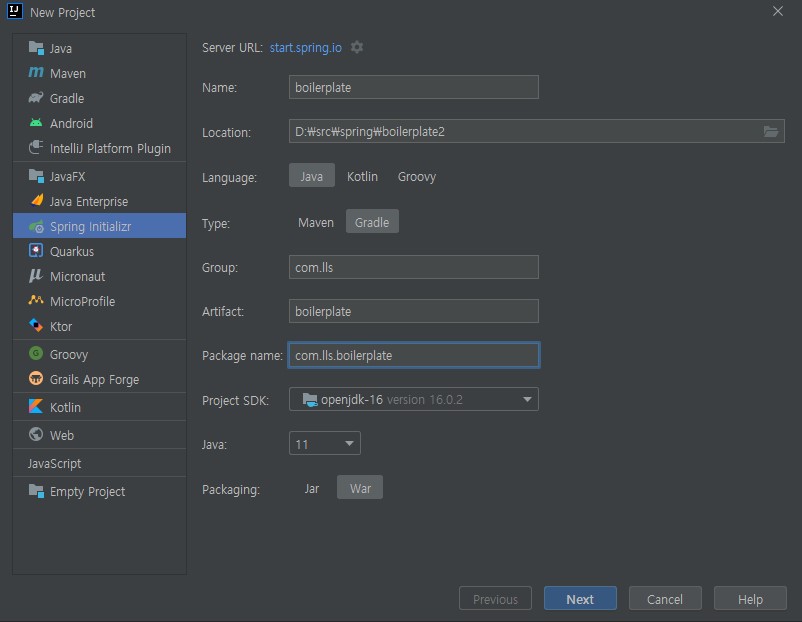 New Project
Java
Maven
Gradle
Android
IntelliJ Platform Plugin
JavaFX
Java Enterprise
Spring Initializr
Quarkus
Micronaut
MicroProfile
Ktor
Groovy
Grails App Forge
Kotlin
Web
JavaScript
Empty Project
Server URL: start.spring.io
Name: boilerplate
Location: D:₩src₩spring₩boilerplate2
Language: Java Kotlin Groovy
Type: Maven Gradle
Group: com.lls
Artifact: boilerplate
Package name: com.lls.boilerplate
Project SDK: openjdk-16 version 16.0.2
Java: 11
Packaging: Jar War
Previous Next Cancel Help